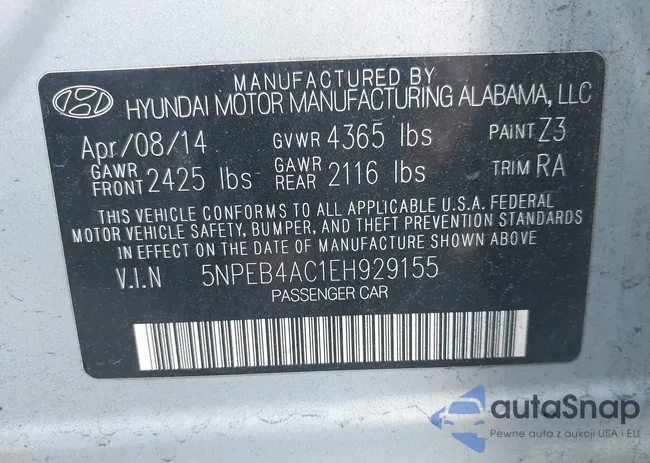 MANUFACTURED BY
HYUNDAI MOTOR MANUFACTURING ALABAMA, LLC
Apr/08/14 GVWR 4365 lbs PAINT Z3
GAWR FRONT 2425 lbs GAWR REAR 2116 lbs TRIM RA
THIS VEHICLE CONFORMS TO ALL APPLICABLE U.S.A. FEDERAL
MOTOR VEHICLE SAFETY, BUMPER, AND THEFT PREVENTION STANDARDS
IN EFFECT ON THE DATE OF MANUFACTURE SHOWN ABOVE.
V.I.N 5NPEB4AC1EH929155
PASSENGER CAR
autoSnap
Pewne auta z aukcji USA i EU